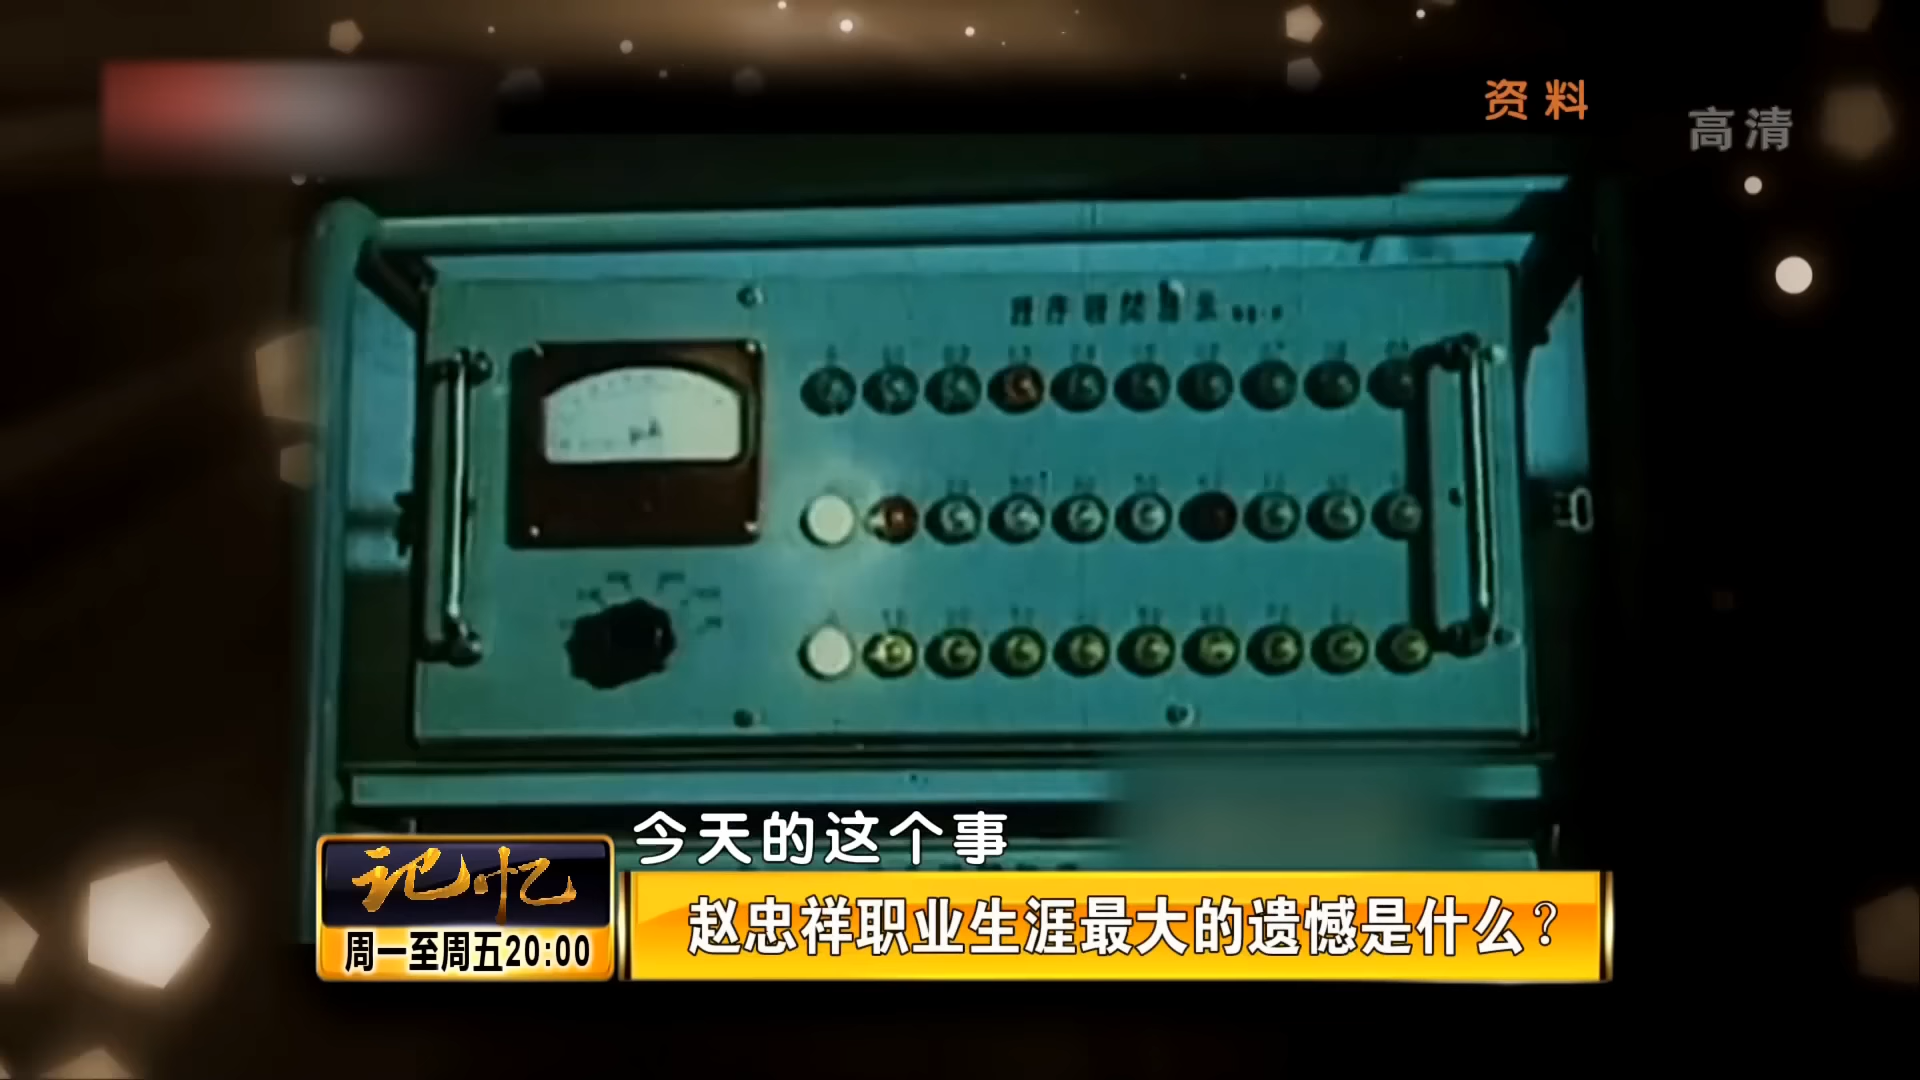 资料
高清
μA
今天的这个事
记忆
周一至周五20:00
赵忠祥职业生涯最大的遗憾是什么？